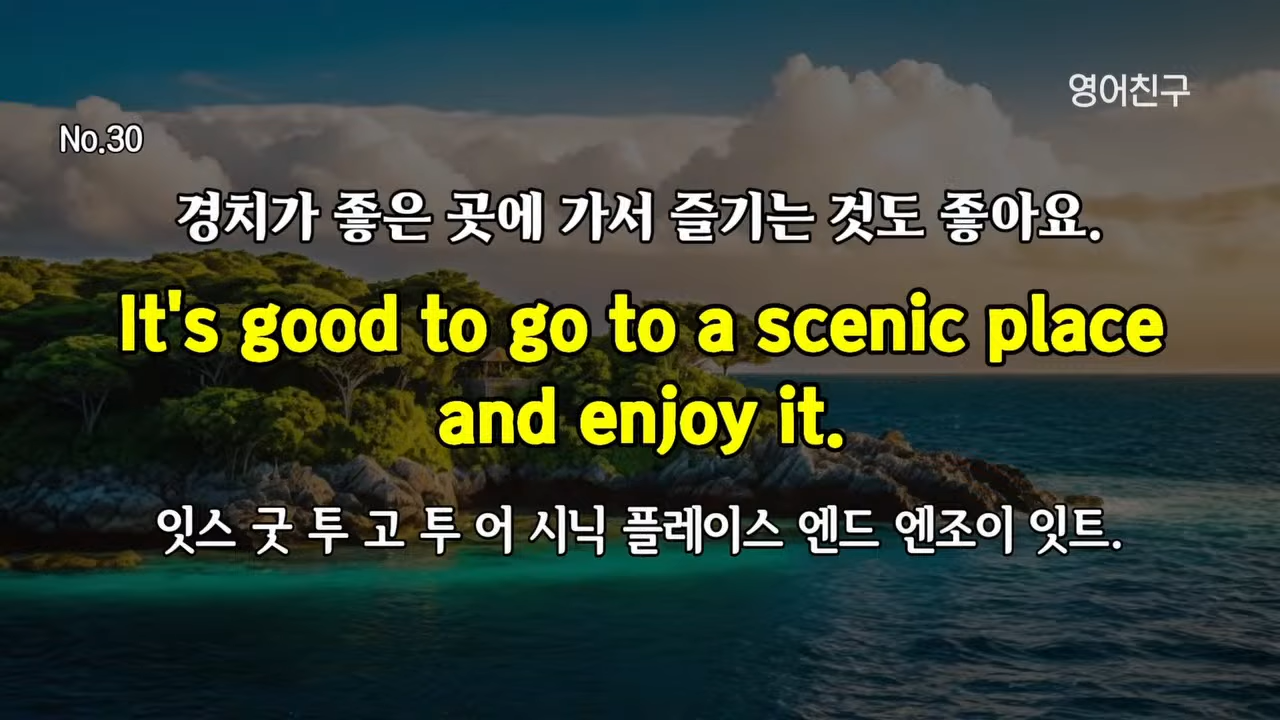 영어친구
No.30
경치가 좋은 곳에 가서 즐기는 것도 좋아요.
It's good to go to a scenic place
and enjoy it.
잇스 굿 투 고 투 어 시닉 플레이스 엔드 엔조이 잇트.